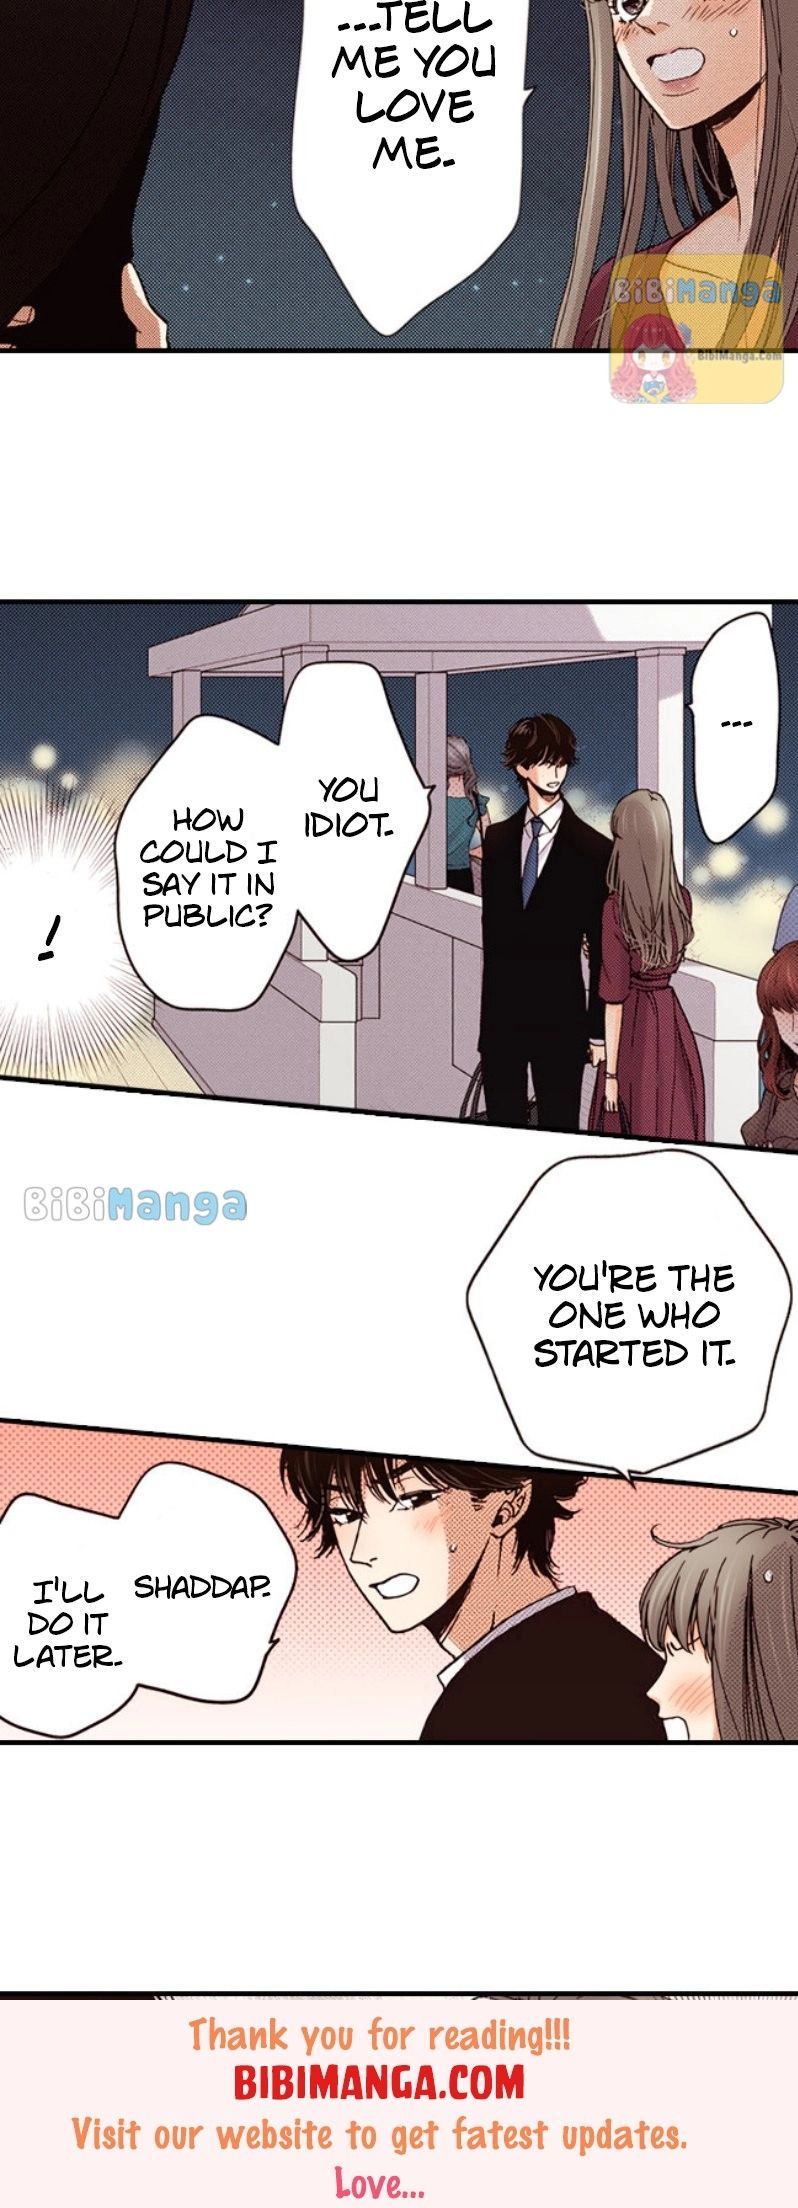 ...TELL
ME YOU
LOVE
ME.
BiBiManga
BibiManga.Com
...
YOU
IDIOT.
HOW
COULD I
SAY IT IN
PUBLIC?
!
BiBiManga
YOU'RE THE
ONE WHO
STARTED IT.
SHADDAP.
I'LL
DO IT
LATER.
Thank you for reading!!!
BIBIMANGA.COM
Visit our website to get fatest updates.
Love...